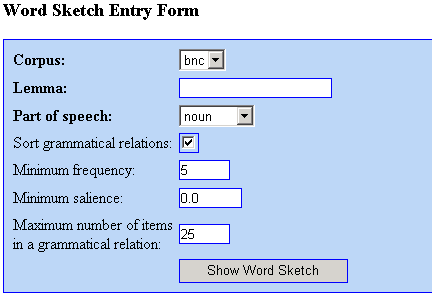 Word Sketch Entry Form
Corpus: bnc
Lemma:
Part of speech: noun
Sort grammatical relations:
Minimum frequency: 5
Minimum salience: 0.0
Maximum number of items
in a grammatical relation: 25
Show Word Sketch